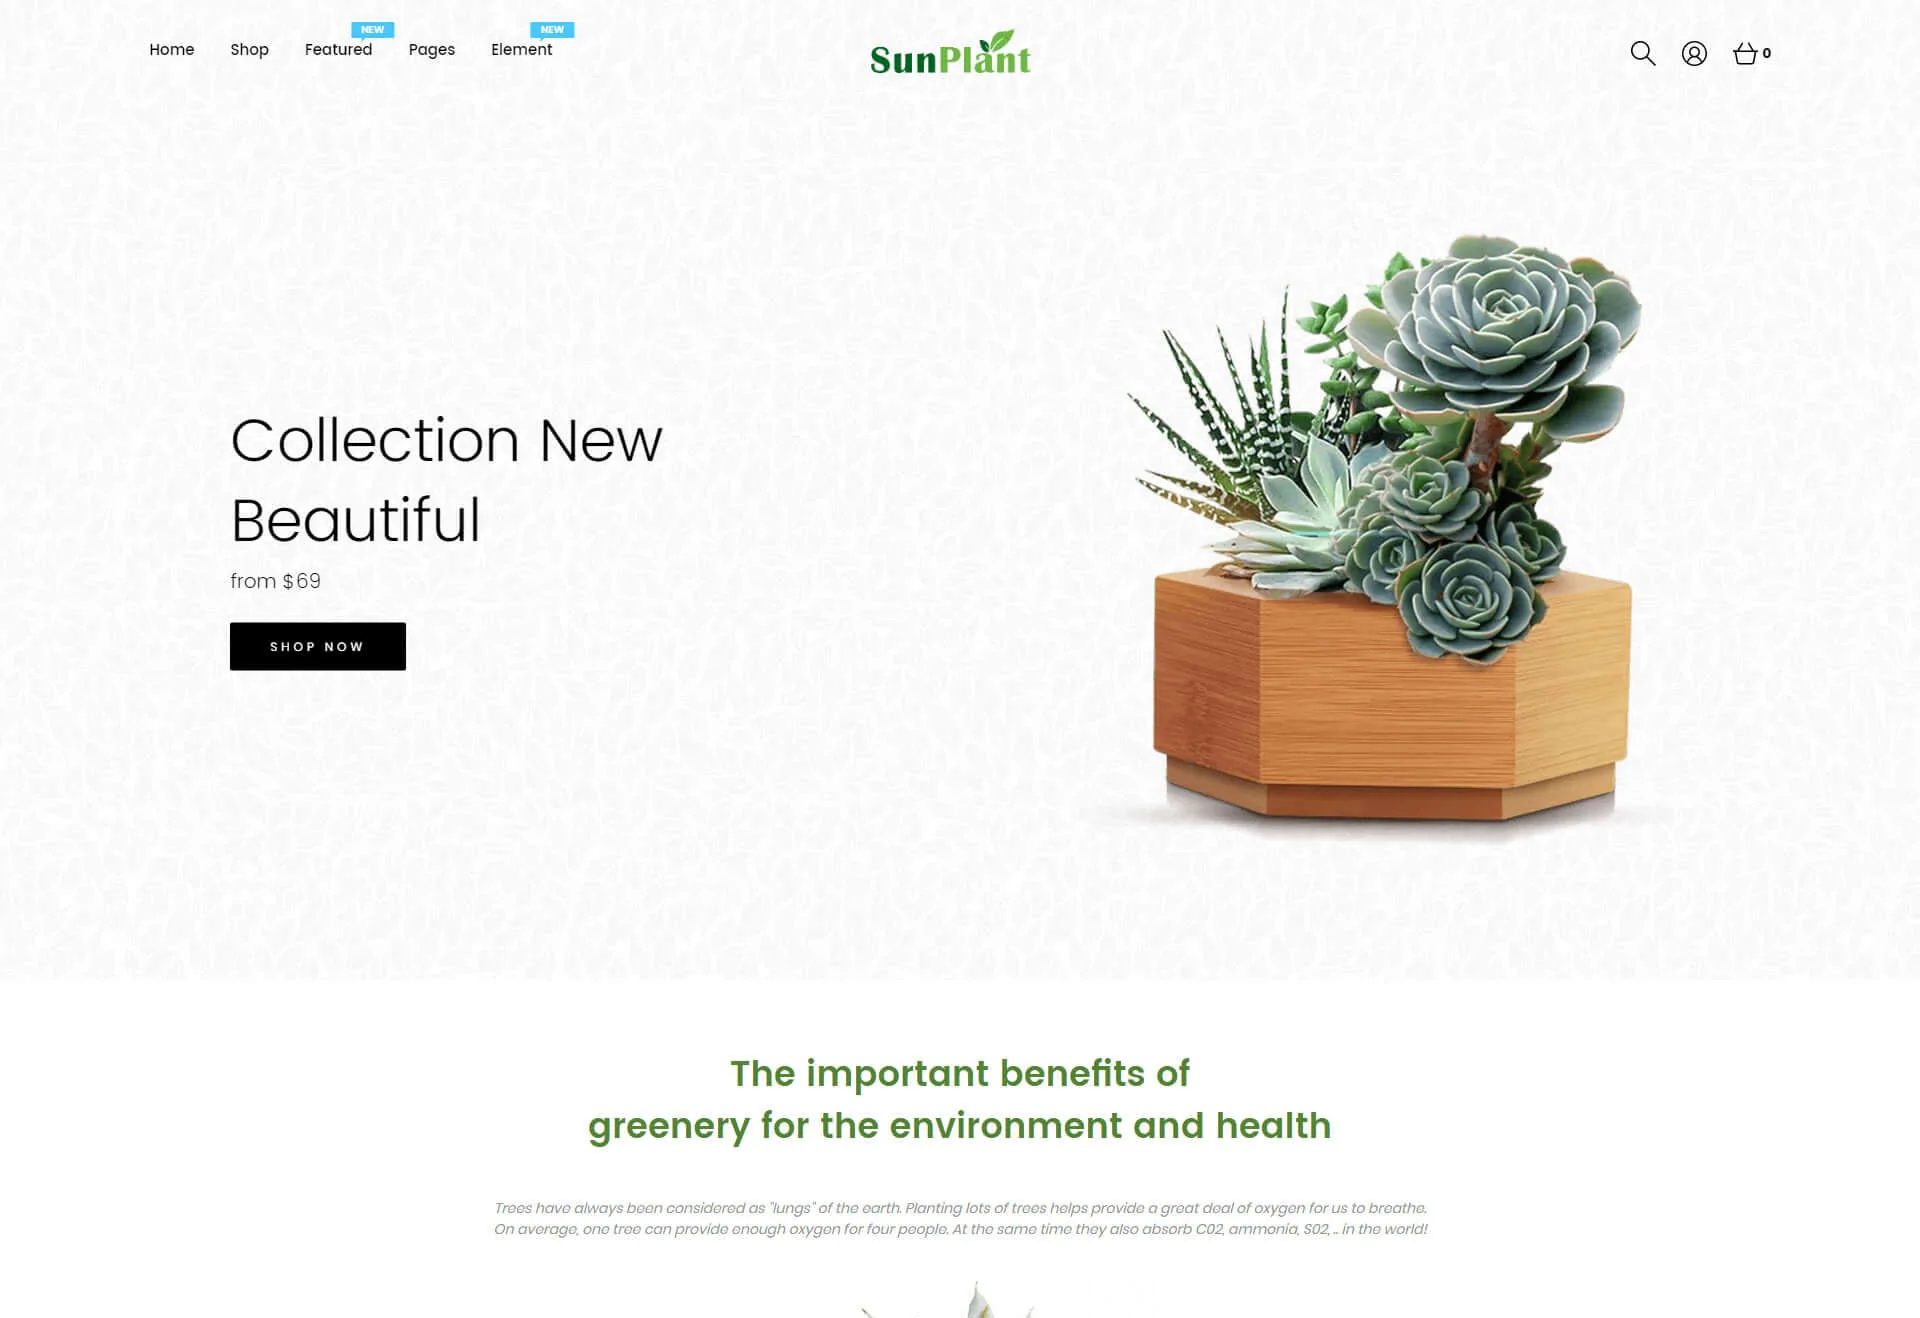 NEW
NEW
Home
Shop
Featured
Pages
Element
SunPlant
0
Collection New
Beautiful
from $69
SHOP NOW
The important benefits of
greenery for the environment and health
Trees have always been considered as "lungs" of the earth. Planting lots of trees helps provide a great deal of oxygen for us to breathe.
On average, one tree can provide enough oxygen for four people. At the same time they also absorb C02, ammonia, S02, .. in the world!